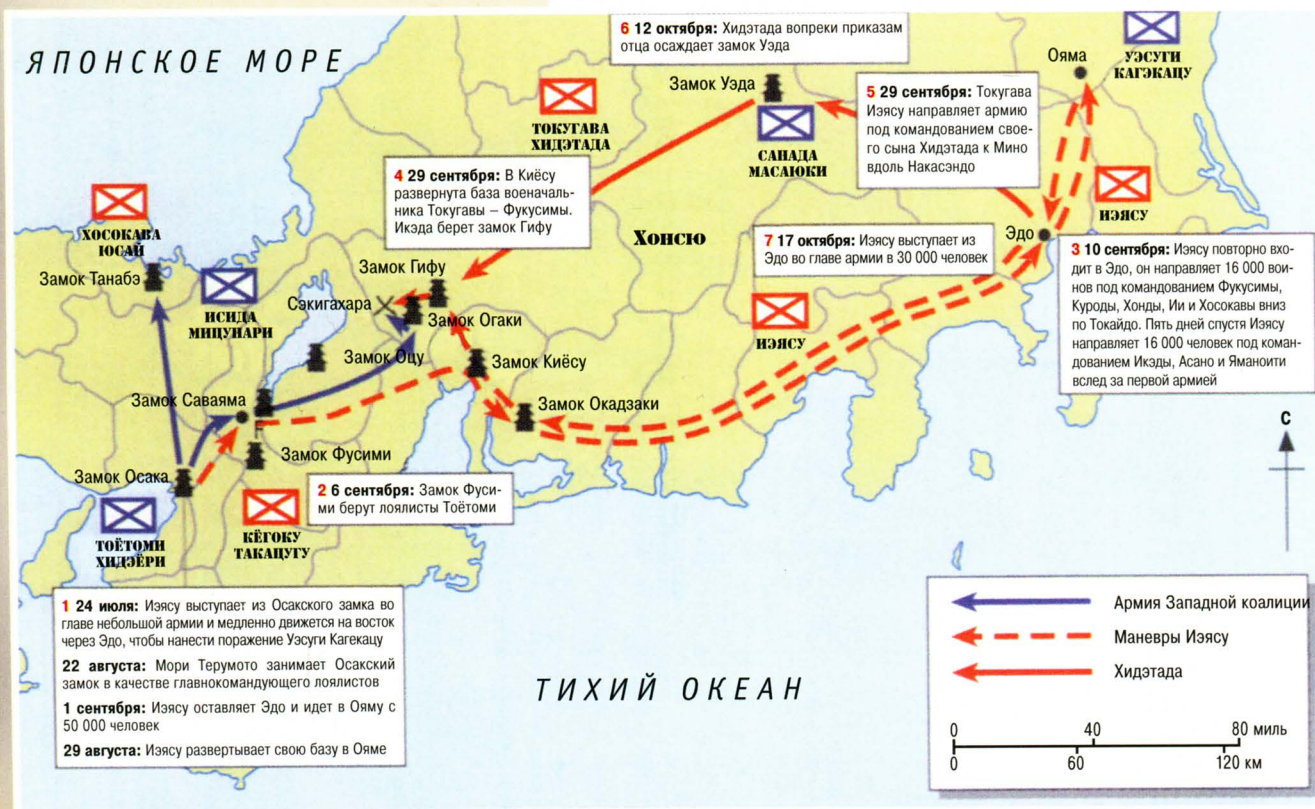 ЯПОНСКОЕ МОРЕ
6 12 октября: Хидэтада вопреки приказам
отца осаждает замок Уэда
УЭСУГИ
КАГЭКАЦУ
Ояма
Замок Уэда
5 29 сентября: Токугава
Иэясу направляет армию
под командованием свое-
го сына Хидэтада к Мино
вдоль Накасэндо
ТОКУГАВА
ХИДЭТАДА
САНАДА
МАСАЮКИ
4 29 сентября: В Киёсу
развернута база военачаль-
ника Токугавы – Фукусимы.
Икэда берет замок Гифу
ИЭЯСУ
ХОСОКАВА
ЮСАЙ
Хонсю
7 17 октября: Иэясу выступает из
Эдо во главе армии в 30 000 человек
Эдо
3 10 сентября: Иэясу повторно вхо-
дит в Эдо, он направляет 16 000 вои-
нов под командованием Фукусимы,
Куроды, Хонды, Ии и Хосокавы вниз
по Токайдо. Пять дней спустя Иэясу
направляет 16 000 человек под коман-
дованием Икэды, Асано и Яманоити
вслед за первой армией
Замок Танабэ
ИСИДА
МИЦУНАРИ
Замок Гифу
Сэкигахара
Замок Огаки
ИЭЯСУ
Замок Оцу
Замок Киёсу
Замок Саваяма
Замок Окадзаки
Замок Фусими
Замок Осака
2 6 сентября: Замок Фуси-
ми берут лоялисты Тоётоми
ТОЁТОМИ
ХИДЭЁРИ
КЁГОКУ
ТАКАЦУГУ
С
1 24 июля: Иэясу выступает из Осакского замка во
главе небольшой армии и медленно движется на восток
через Эдо, чтобы нанести поражение Уэсуги Кагекацу
22 августа: Мори Терумото занимает Осакский
замок в качестве главнокомандующего лоялистов
1 сентября: Иэясу оставляет Эдо и идет в Ояму с
50 000 человек
29 августа: Иэясу развертывает свою базу в Ояме
ТИХИЙ ОКЕАН
Армия Западной коалиции
Маневры Иэясу
Хидэтада
0 40 80 миль
0 60 120 км